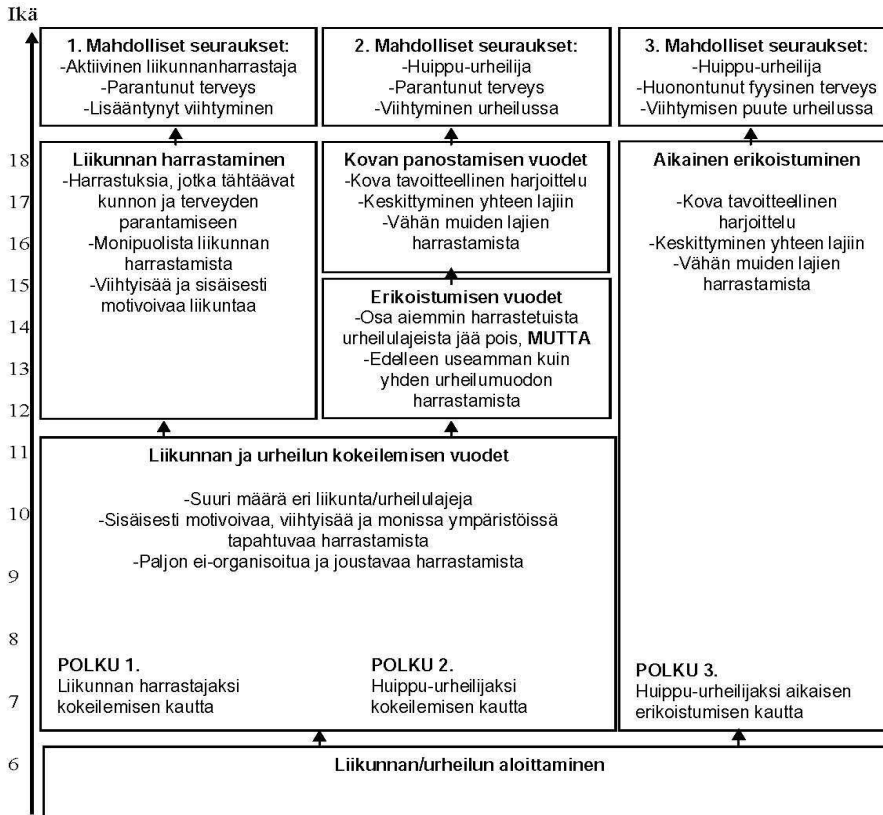 Ikä
1. Mahdolliset seuraukset:
-Aktiivinen liikunnanharrastaja
-Parantunut terveys
-Lisääntynyt viihtyminen
2. Mahdolliset seuraukset:
-Huippu-urheilija
-Parantunut terveys
-Viihtyminen urheilussa
3. Mahdolliset seuraukset:
-Huippu-urheilija
-Huonontunut fyysinen terveys
-Viihtymisen puute urheilussa
18
17
16
15
14
13
12
11
10
9
8
7
6
Liikunnan harrastaminen
-Harrastuksia, jotka tähtäävät
kunnon ja terveyden
parantamiseen
-Monipuolista liikunnan
harrastamista
-Viihtyisää ja sisäisesti
motivoivaa liikuntaa
Kovan panostamisen vuodet
-Kova tavoitteellinen harjoittelu
-Keskittyminen yhteen lajiin
-Vähän muiden lajien
harrastamista
Erikoistumisen vuodet
-Osa aiemmin harrastetuista
urheilulajeista jää pois, MUTTA
-Edelleen useamman kuin
yhden urheilumuodon
harrastamista
Aikainen erikoistuminen
-Kova tavoitteellinen
harjoittelu
-Keskittyminen yhteen lajiin
-Vähän muiden lajien
harrastamista
Liikunnan ja urheilun kokeilemisen vuodet
-Suuri määrä eri liikunta/urheilulajeja
-Sisäisesti motivoivaa, viihtyisää ja monissa ympäristöissä
tapahtuvaa harrastamista
-Paljon ei-organisoitua ja joustavaa harrastamista
POLKU 1.
Liikunnan harrastajaksi
kokeilemisen kautta
POLKU 2.
Huippu-urheilijaksi
kokeilemisen kautta
POLKU 3.
Huippu-urheilijaksi aikaisen
erikoistumisen kautta
Liikunnan/urheilun aloittaminen